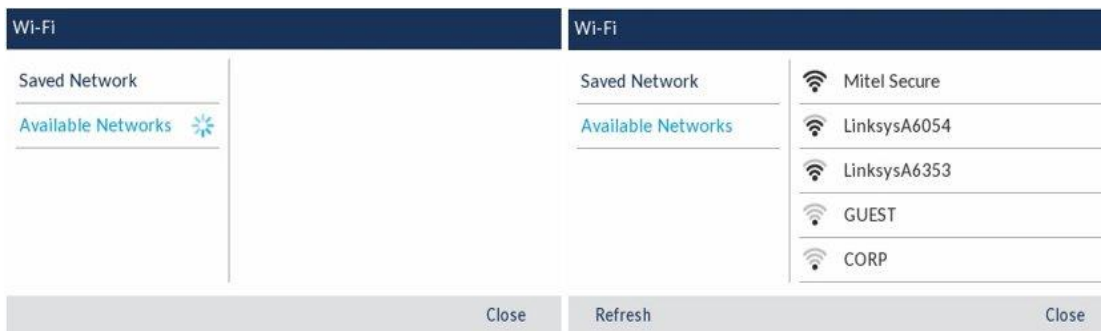 Wi-Fi
Saved Network
Available Networks
Close
Wi-Fi
Saved Network
Available Networks
Mitel Secure
LinksysA6054
LinksysA6353
GUEST
CORP
Refresh
Close